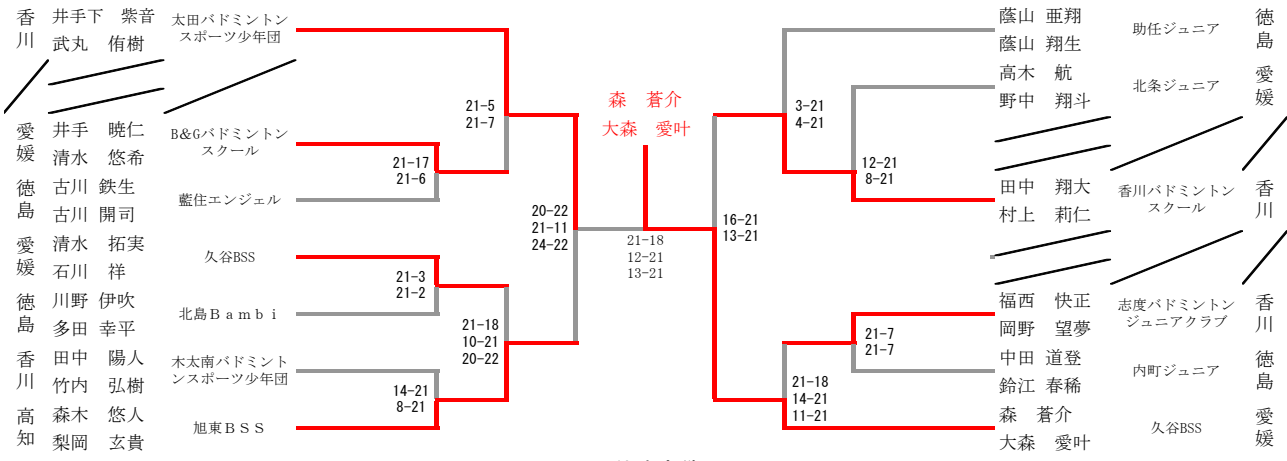 香川
井手下　紫音
武丸　侑樹
太田バドミントン
スポーツ少年団
愛媛
井手　暁仁
清水　悠希
B&Gバドミントン
スクール
徳島
古川 鉄生
古川 開司
藍住エンジェル
愛媛
清水　拓実
石川　祥
久谷BSS
徳島
川野 伊吹
多田 幸平
北島Ｂａｍｂｉ
香川
田中　陽人
竹内　弘樹
木太南バドミント
ンスポーツ少年団
高知
森木　悠人
梨岡　玄貴
旭東ＢＳＳ
21-5
21-7
21-17
21-6
20-22
21-11
24-22
21-3
21-2
21-18
10-21
20-22
14-21
8-21
森　蒼介
大森　愛叶
21-18
12-21
13-21
3-21
4-21
12-21
8-21
16-21
13-21
21-7
21-7
21-18
14-21
11-21
蔭山 亜翔
蔭山 翔生
助任ジュニア
徳島
高木　航
野中　翔斗
北条ジュニア
愛媛
田中　翔大
村上　莉仁
香川バドミントン
スクール
香川
福西　快正
岡野　望夢
志度バドミントン
ジュニアクラブ
香川
中田 道登
鈴江 春稀
内町ジュニア
徳島
森　蒼介
大森　愛叶
久谷BSS
愛媛